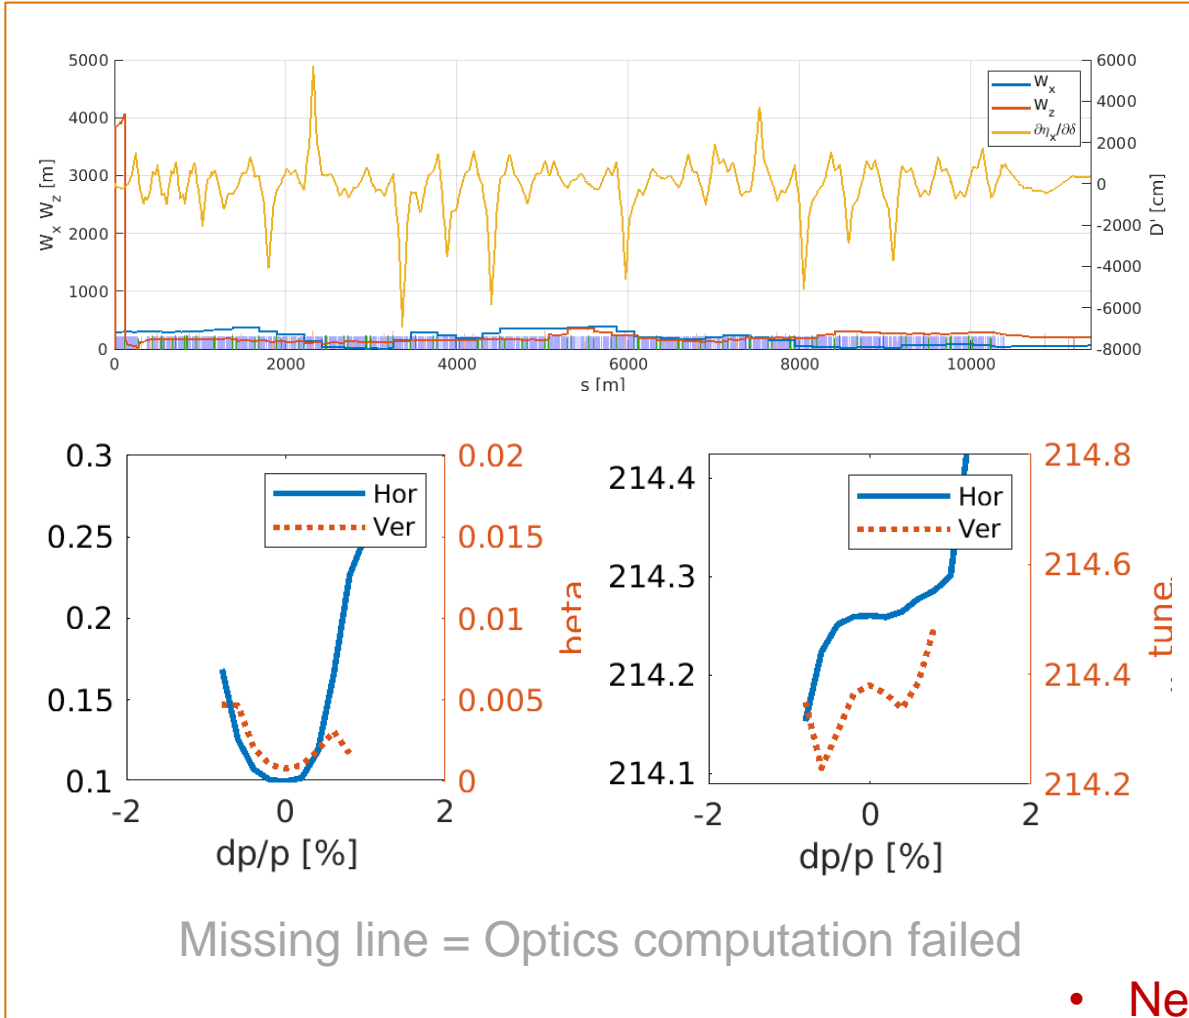 5000
4000
3000
2000
1000
0
W_x W_z [m]
6000
4000
2000
0
-2000
-4000
-6000
-8000
D' [cm]
W_x
W_z
∂η_x/∂δ
0 2000 4000 6000 8000 10000
s [m]
0.3
0.25
0.2
0.15
0.1
Hor
Ver
0.02
0.015
0.01
0.005
0
beta
-2 0 2
dp/p [%]
214.4
214.3
214.2
214.1
Hor
Ver
214.8
214.6
214.4
214.2
tune
-2 0 2
dp/p [%]
Missing line = Optics computation failed
• Ne